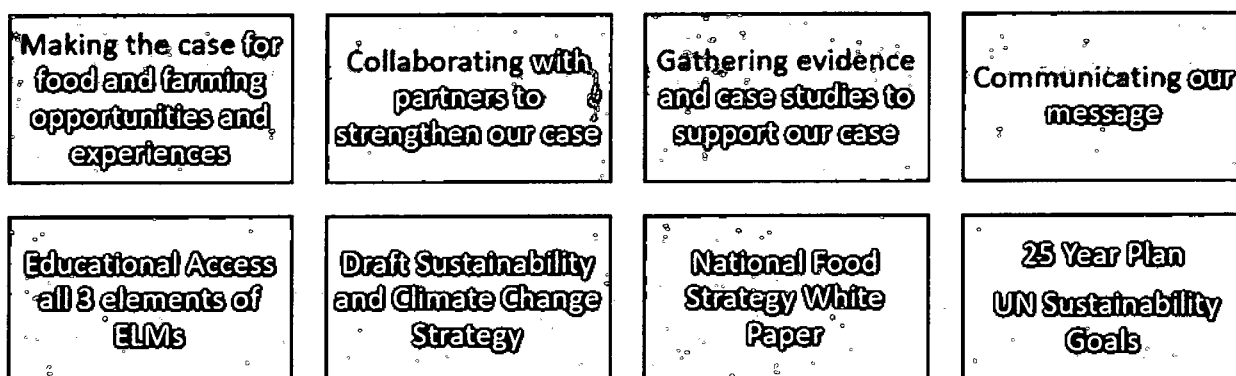 Making the case for
food and farming
opportunities and
experiences
Collaborating with
partners to
strengthen our case
Gathering evidence
and case studies to
support our case
Communicating our
message
Educational Access
all 3 elements of
ELMs
Draft Sustainability
and Climate Change
Strategy
National Food
Strategy White
Paper
25 Year Plan
UN Sustainability
Goals